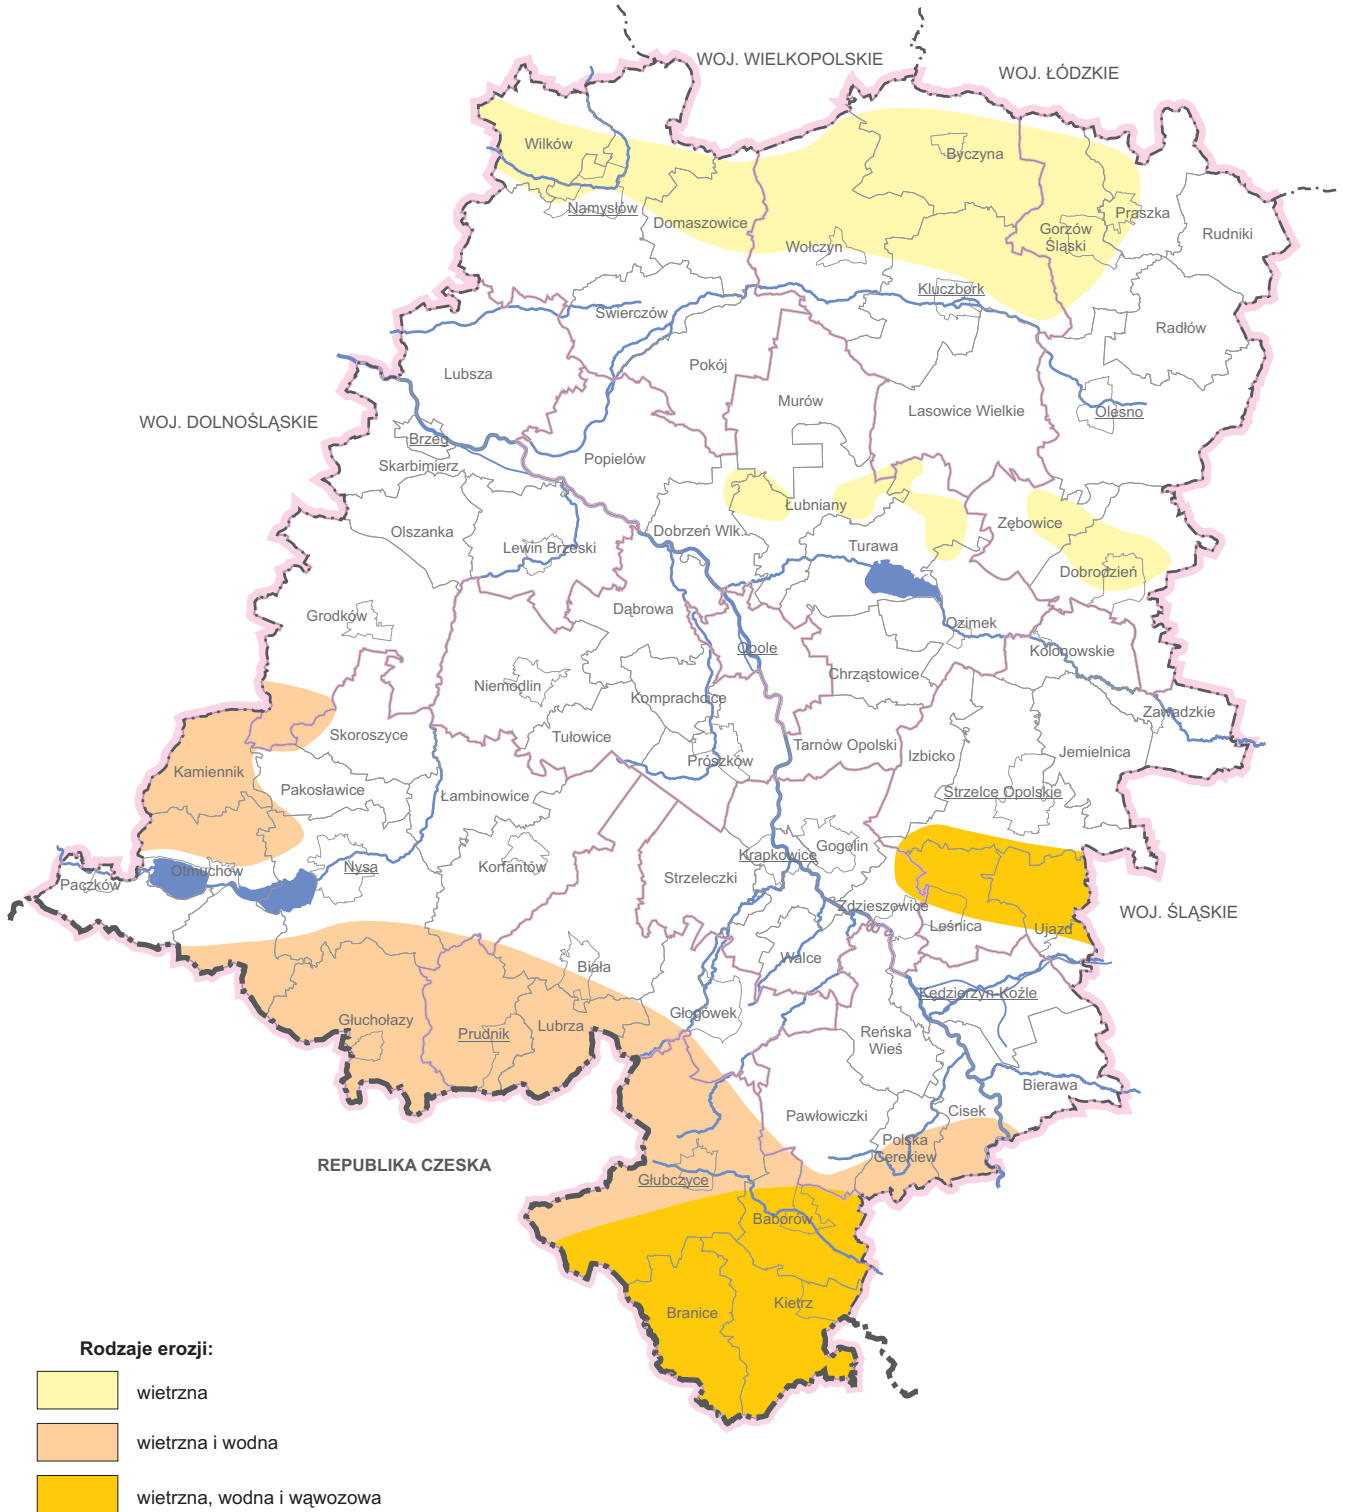 WOJ. WIELKOPOLSKIE
WOJ. ŁÓDZKIE
Wilków
Byczyna
Namysłów
Domaszowice
Praszka
Gorzów
Śląski
Rudniki
Wołczyn
Kluczbork
Świerczów
Radłów
Pokój
Lubsza
Murów
Lasowice Wielkie
Olesno
WOJ. DOLNOŚLĄSKIE
Brzeg
Skarbimierz
Popielów
Łubniany
Zębowice
Olszanka
Dobrzeń Wlk.
Lewin Brzeski
Turawa
Dobrodzień
Grodków
Dąbrowa
Ozimek
Opole
Kolonowskie
Chrząstowice
Niemodlin
Komprachcice
Zawadzkie
Skoroszyce
Tułowice
Tarnów Opolski
Izbicko
Jemielnica
Prószków
Kamiennik
Pakosławice
Łambinowice
Strzelce Opolskie
Gogolin
Krapkowice
Otmuchów
Nysa
Korfantów
Strzeleczki
Paczków
Zdzieszowice
WOJ. ŚLĄSKIE
Leśnica
Ujazd
Walce
Biała
Kędzierzyn-Koźle
Głogówek
Głuchołazy
Prudnik
Lubrza
Reńska
Wieś
Bierawa
Pawłowiczki
Cisek
Polska
Cerekiew
REPUBLIKA CZESKA
Głubczyce
Baborów
Branice
Kietrz
Rodzaje erozji:
wietrzna
wietrzna i wodna
wietrzna, wodna i wąwozowa